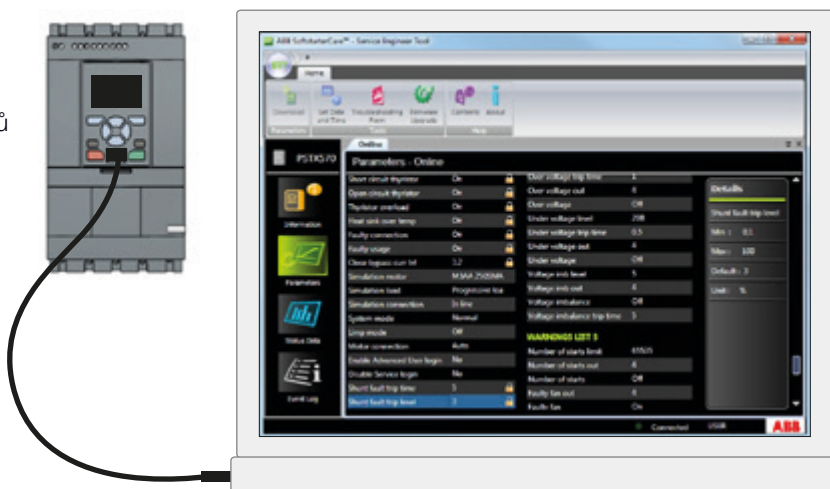 ů
ABB SoftstarterCare™ - Service Engineer Tool
Home
Download
Set Date and Time
Troubleshooting Form
Firmware Upgrade
Contents
About
Parameters
Tools
Help
Online
PSTX570
Parameters - Online
Information
Parameters
Status Data
Event Log
Short circuit thyristor On
Open circuit thyristor On
Thyristor overload On
Heat sink over temp On
Faulty connection On
Faulty usage On
Close bypass curr lvl 1.2
Simulation motor
Simulation load Progressive loa
Simulation connection In line
System mode Normal
Limp mode Off
Motor connection Auto
Enable Advanced User login No
Disable Service login No
Shunt fault trip time 1
Shunt fault trip level 3
Over voltage trip time 1
Over voltage out 4
Over voltage Off
Under voltage level 208
Under voltage trip time 0.5
Under voltage out 4
Under voltage Off
Voltage imb level 5
Voltage imb out 4
Voltage imbalance Off
Voltage imbalance trip time 5
WARNINGS LIST 5
Number of starts limit 65535
Number of starts out 4
Number of starts Off
Faulty fan out 4
Faulty fan On
Details
Shunt fault trip level
Min : 0.1
Max : 100
Default : 3
Unit : %
Connected
USB
ABB